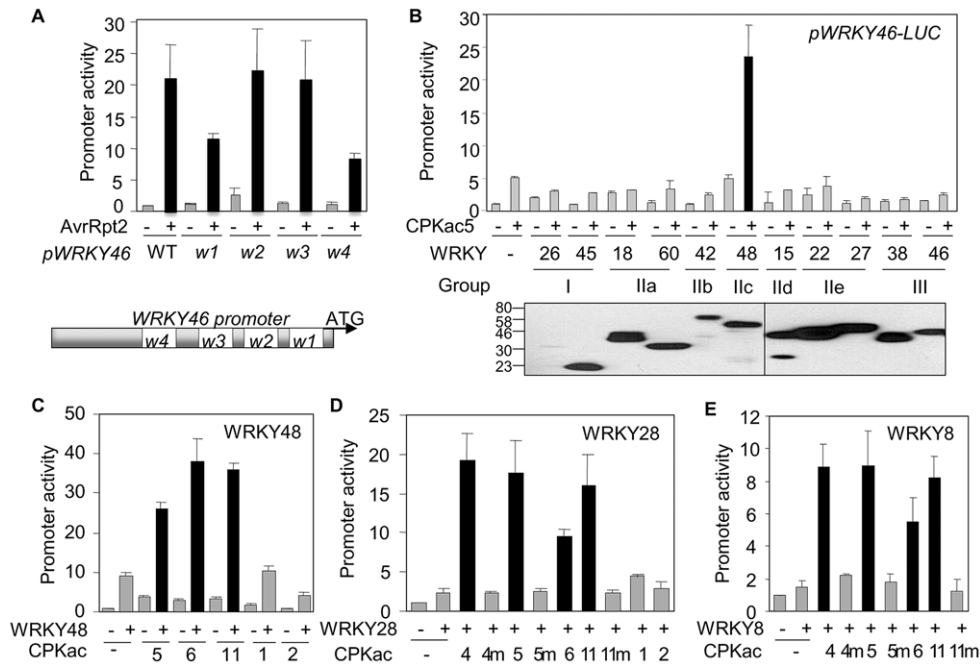 A
Promoter activity
30
25
20
15
10
5
0
AvrRpt2 - + - + - + - + - +
pWRKY46 WT w1 w2 w3 w4
WRKY46 promoter ATG
w4 w3 w2 w1
B
pWRKY46-LUC
Promoter activity
30
25
20
15
10
5
0
CPKac5 - + - + - + - + - + - + - + - + - + - + - + - +
WRKY - 26 45 18 60 42 48 15 22 27 38 46
Group I IIa IIb IIc IId IIe III
80
58
46
30
23
C
WRKY48
Promoter activity
50
40
30
20
10
0
WRKY48 - + - + - + - + - + - +
CPKac - 5 6 11 1 2
D
WRKY28
Promoter activity
25
20
15
10
5
0
WRKY28 - + + + + + + + + + +
CPKac - 4 4m 5 5m 6 11 11m 1 2
E
WRKY8
Promoter activity
12
10
8
6
4
2
0
WRKY8 - + + + + + + + +
CPKac - 4 4m 5 5m 6 11 11m